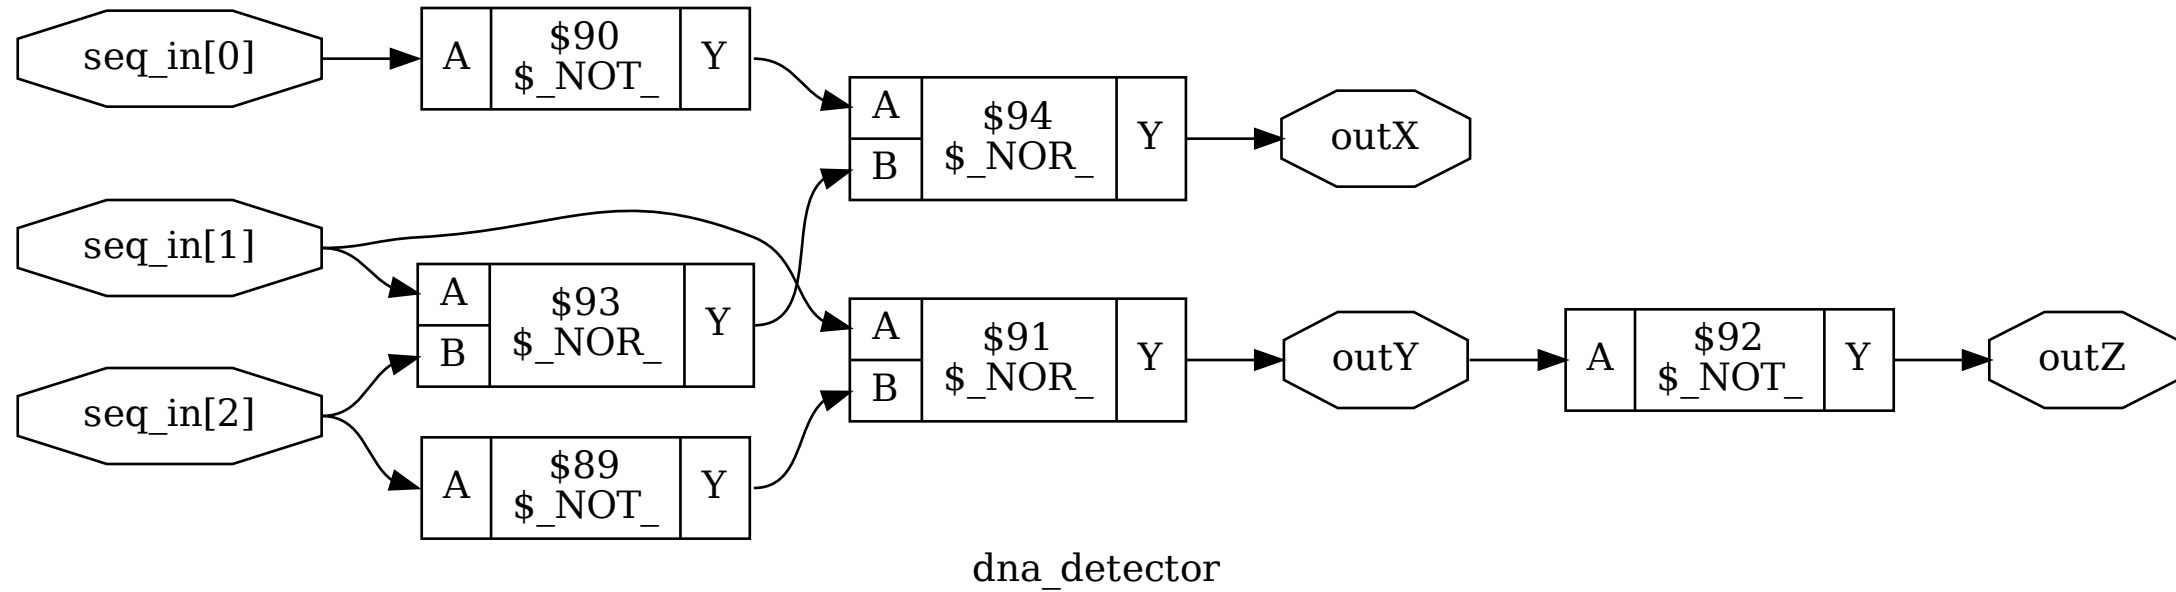 seq_in[0]
A
$90
$_NOT_
Y
A
B
$94
$_NOR_
Y
outX
seq_in[1]
A
B
$93
$_NOR_
Y
A
B
$91
$_NOR_
Y
outY
A
$92
$_NOT_
Y
outZ
seq_in[2]
A
$89
$_NOT_
Y
dna_detector